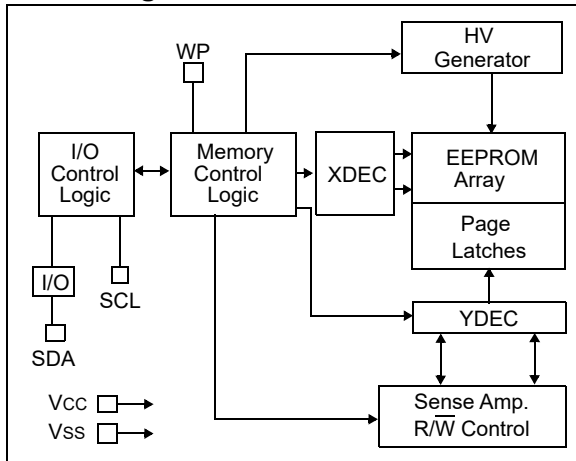 HV
Generator
WP
I/O
Control
Logic
Memory
Control
Logic
XDEC
EEPROM
Array
Page
Latches
I/O
SCL
SDA
YDEC
VCC
VSS
Sense Amp.
R/W̅ Control